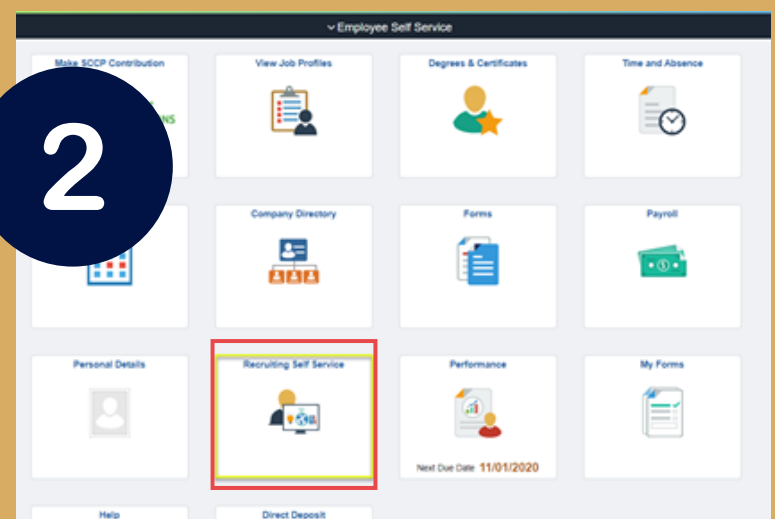 Employee Self Service
Make SCCP Contribution
View Job Profiles
Degrees & Certificates
Time and Absence
NS
2
Company Directory
Forms
Payroll
Personal Details
Recruiting Self Service
Performance
My Forms
Next Due Date 11/01/2020
Help
Direct Deposit